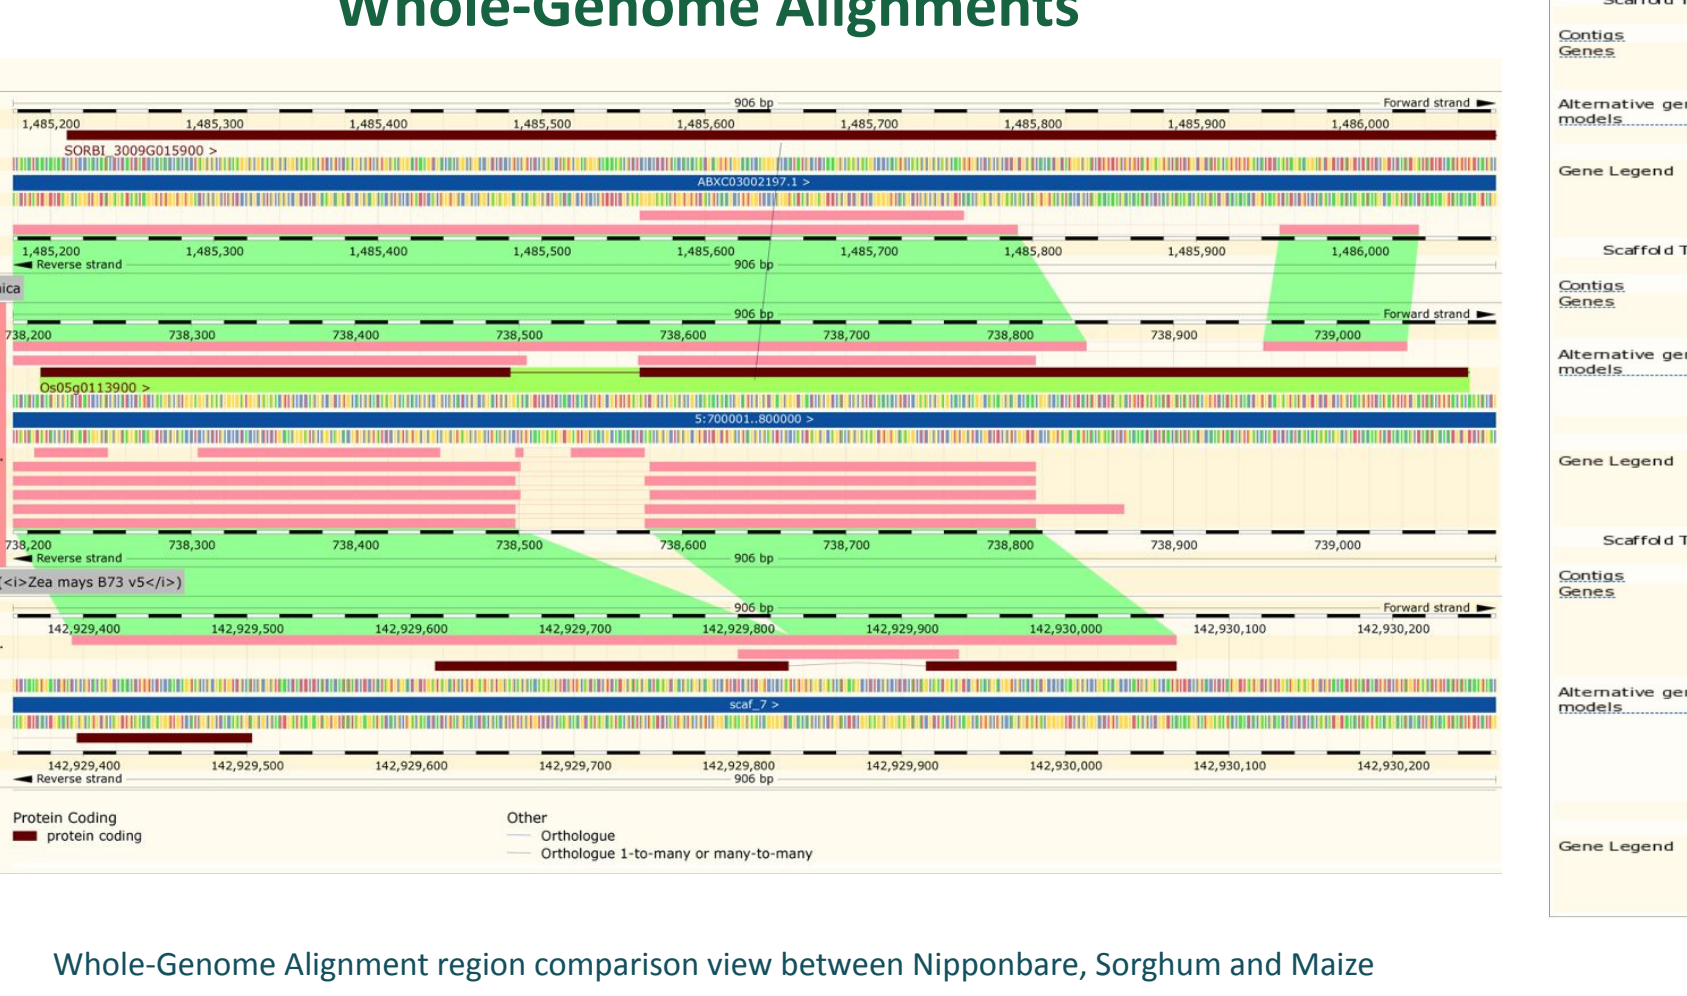 Whole-Genome Alignments
906 bp Forward strand
1,485,200 1,485,300 1,485,400 1,485,500 1,485,600 1,485,700 1,485,800 1,485,900 1,486,000
SORBI_3009G015900 >
ABXC03002197.1 >
1,485,200 1,485,300 1,485,400 1,485,500 1,485,600 1,485,700 1,485,800 1,485,900 1,486,000
Reverse strand 906 bp
906 bp Forward strand
738,200 738,300 738,400 738,500 738,600 738,700 738,800 738,900 739,000
Os05g0113900 >
5:700001..800000 >
738,200 738,300 738,400 738,500 738,600 738,700 738,800 738,900 739,000
Reverse strand 906 bp
(<i>Zea mays B73 v5</i>)
906 bp Forward strand
142,929,400 142,929,500 142,929,600 142,929,700 142,929,800 142,929,900 142,930,000 142,930,100 142,930,200
scaf_7 >
142,929,400 142,929,500 142,929,600 142,929,700 142,929,800 142,929,900 142,930,000 142,930,100 142,930,200
Reverse strand 906 bp
Protein Coding
protein coding
Other
Orthologue
Orthologue 1-to-many or many-to-many
Whole-Genome Alignment region comparison view between Nipponbare, Sorghum and Maize
Contigs
Genes
Alternative
models
Gene Legend
Scaffold
Contigs
Genes
Alternative
models
Gene Legend
Scaffold
Contigs
Genes
Alternative
models
Gene Legend